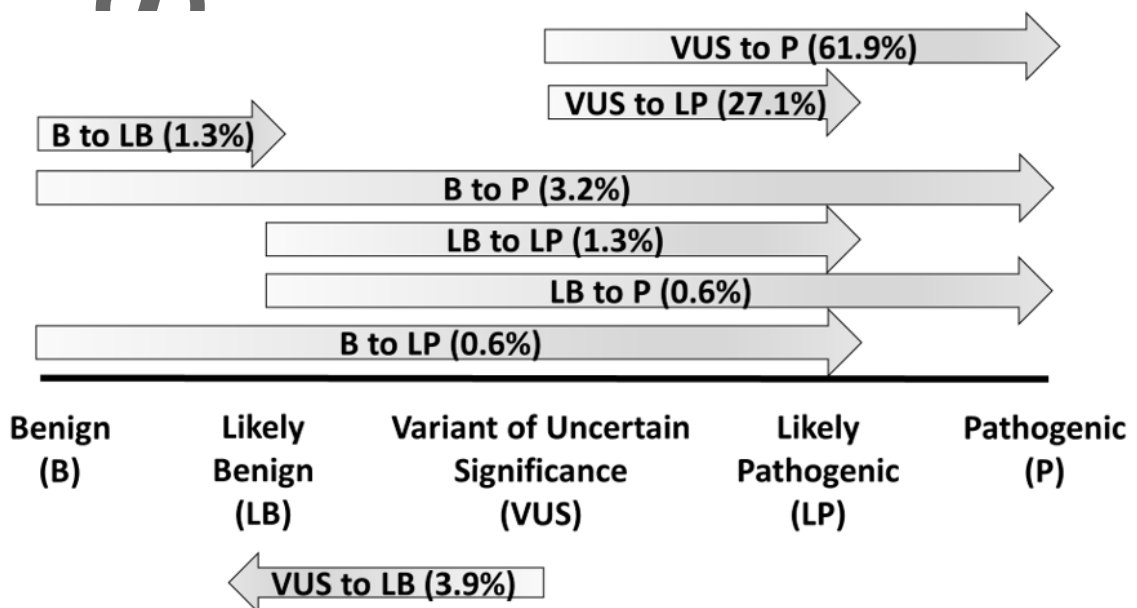 VUS to P (61.9%)
VUS to LP (27.1%)
B to LB (1.3%)
B to P (3.2%)
LB to LP (1.3%)
LB to P (0.6%)
B to LP (0.6%)
Benign
(B)
Likely
Benign
(LB)
Variant of Uncertain
Significance
(VUS)
Likely
Pathogenic
(LP)
Pathogenic
(P)
VUS to LB (3.9%)